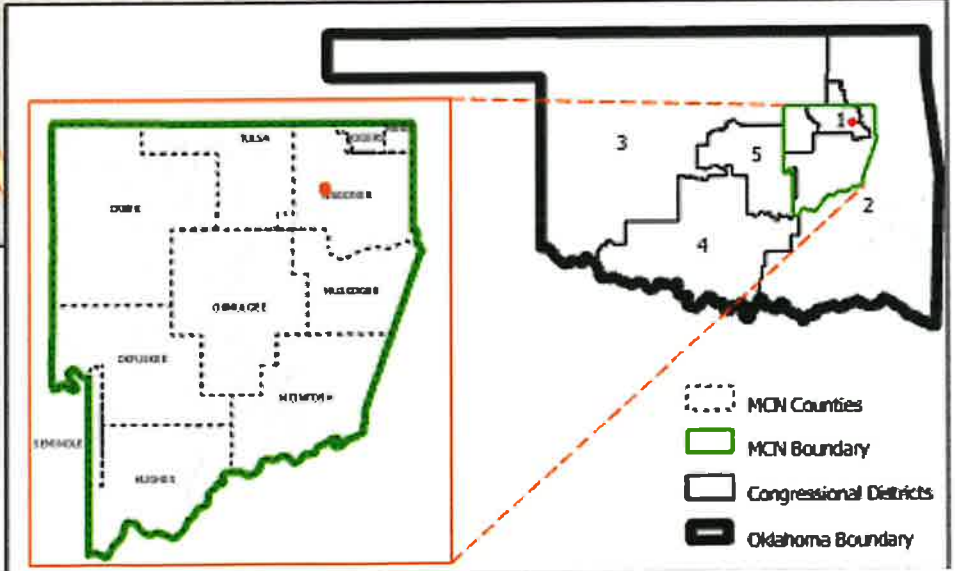 TULSA
ROGERS
WAGONER
CREEK
OKMULGEE
MUSKOGEE
OKFUSKEE
MCINTOSH
SEMINOLE
HUGHES
1
3
5
2
4
MCN Counties
MCN Boundary
Congressional Districts
Oklahoma Boundary